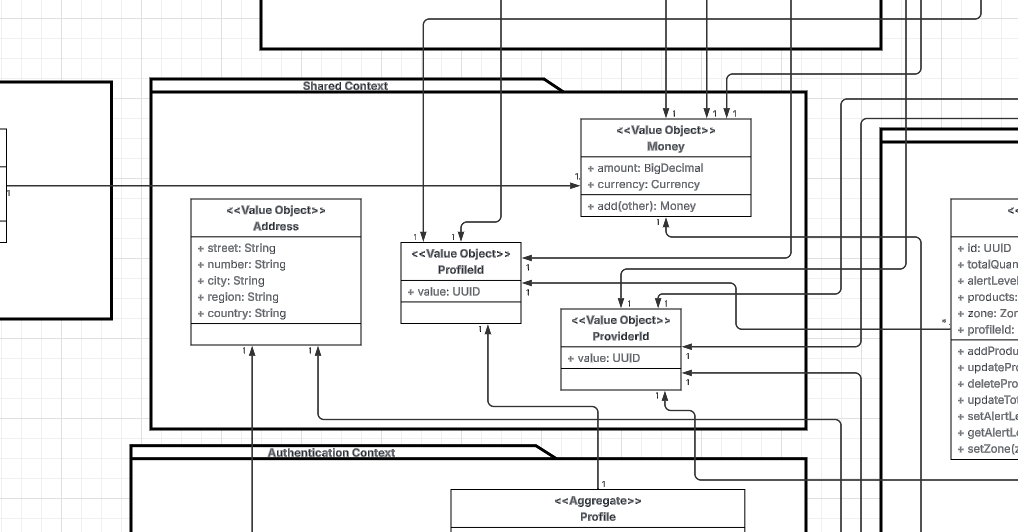 Shared Context
1
1
1
<<Value Object>>
Money
+ amount: BigDecimal
+ currency: Currency
+ add(other): Money
1
1
1
<<Value Object>>
Address
+ street: String
+ number: String
+ city: String
+ region: String
+ country: String
1
1
1
1
<<Value Object>>
ProfileId
+ value: UUID
1
1
1
1
1
<<Value Object>>
ProviderId
+ value: UUID
1
1
1
+ id: UUID
+ totalQuan
+ alertLevel
+ products:
+ zone: Zon
+ profileId:
*
+ addProdu
+ updatePro
+ deletePro
+ updateTot
+ setAlertLe
+ getAlertLe
+ setZone(z
Authentication Context
1
<<Aggregate>>
Profile